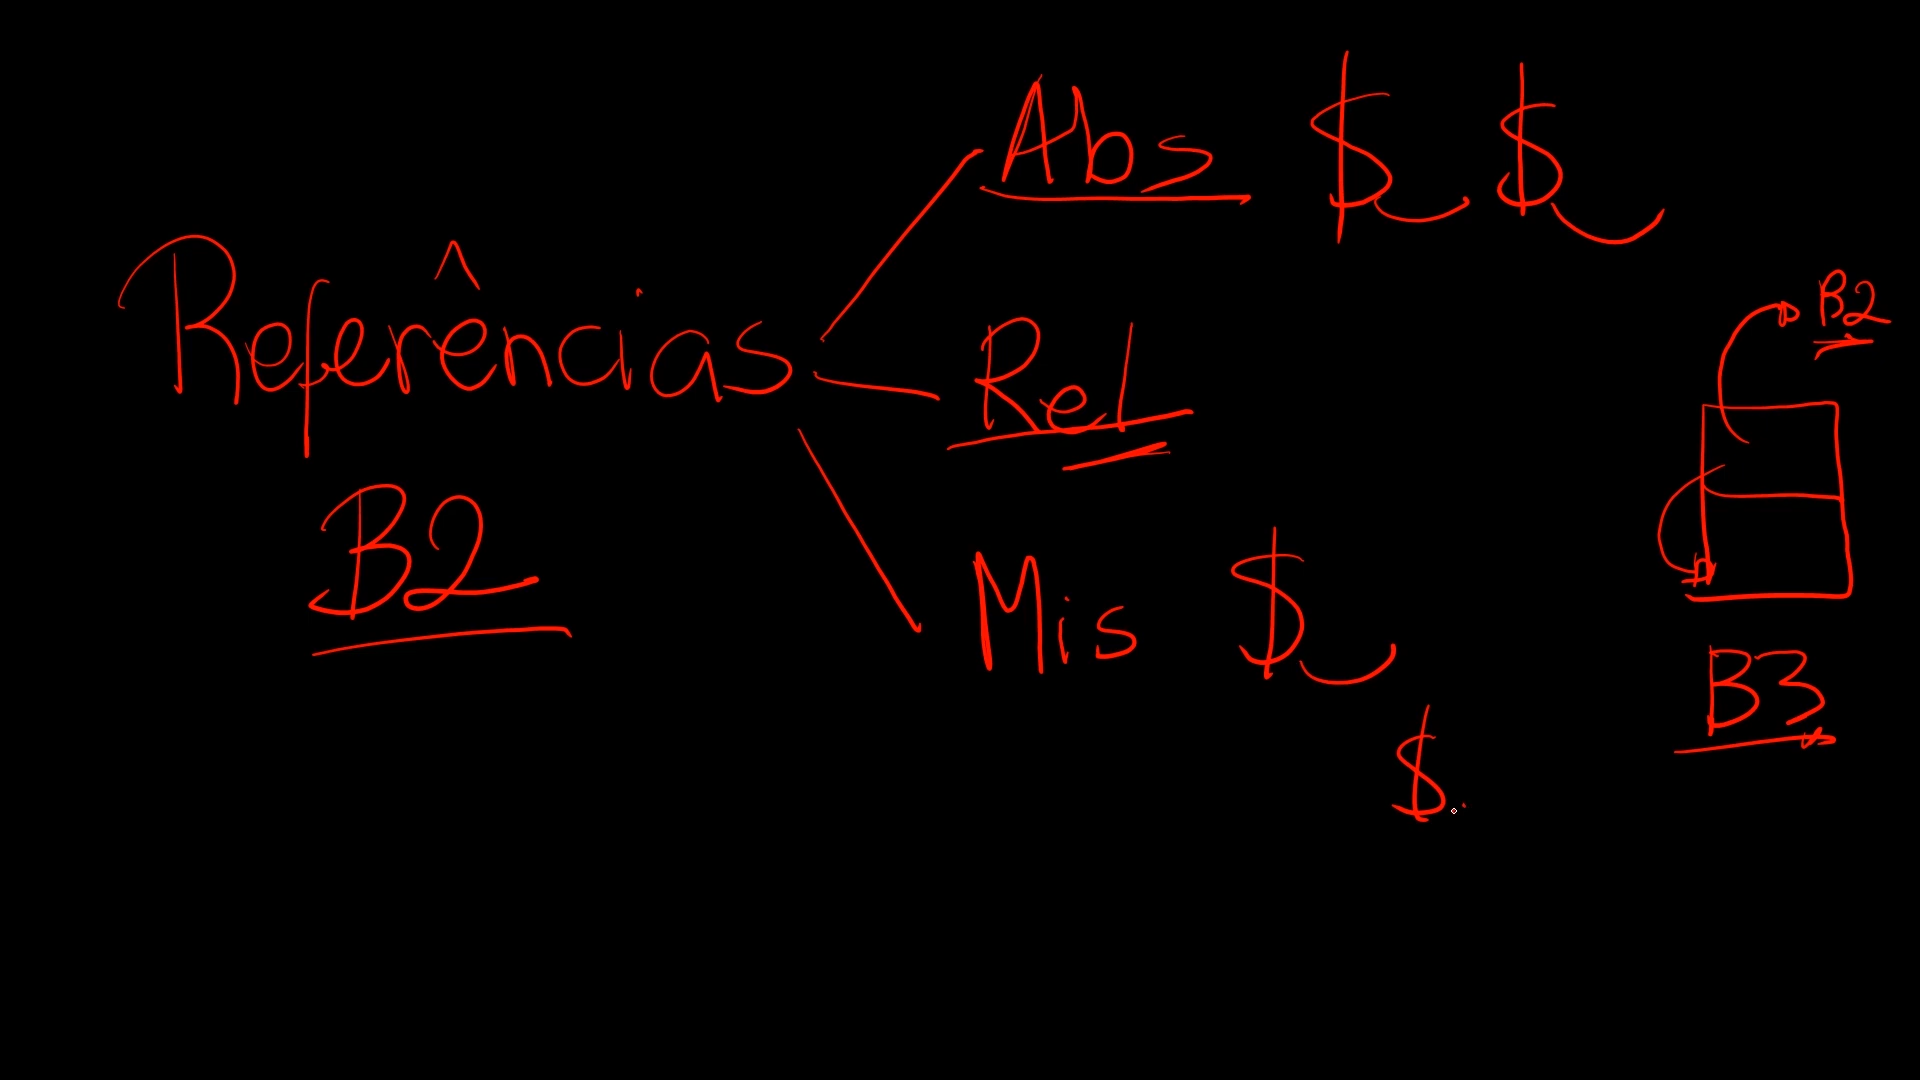 Referências
B2
Abs $_ $_
Rel
Mis $_
$
B2
B3